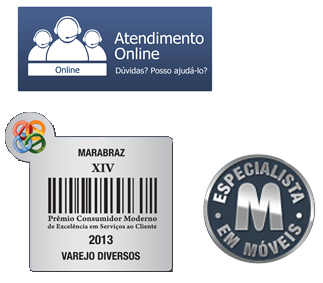 Atendimento
Online
Online
Dúvidas? Posso ajudá-lo?
MARABRAZ
XIV
Prêmio Consumidor Moderno
de Excelência em Serviços ao Cliente
2013
VAREJO DIVERSOS
ESPECIALISTA
M
EM MÓVEIS